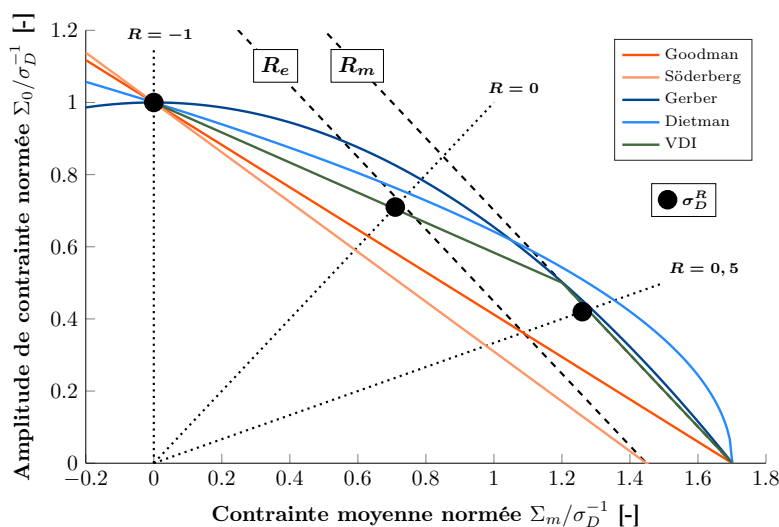 1.2
1
0.8
0.6
0.4
0.2
0
Amplitude de contrainte normée Σ₀/σ_D^{-1} [-]
R = −1
R_e
R_m
R = 0
R = 0, 5
Goodman
Söderberg
Gerber
Dietman
VDI
σ_D^R
−0.2
0
0.2
0.4
0.6
0.8
1
1.2
1.4
1.6
1.8
Contrainte moyenne normée Σ_m/σ_D^{-1} [-]